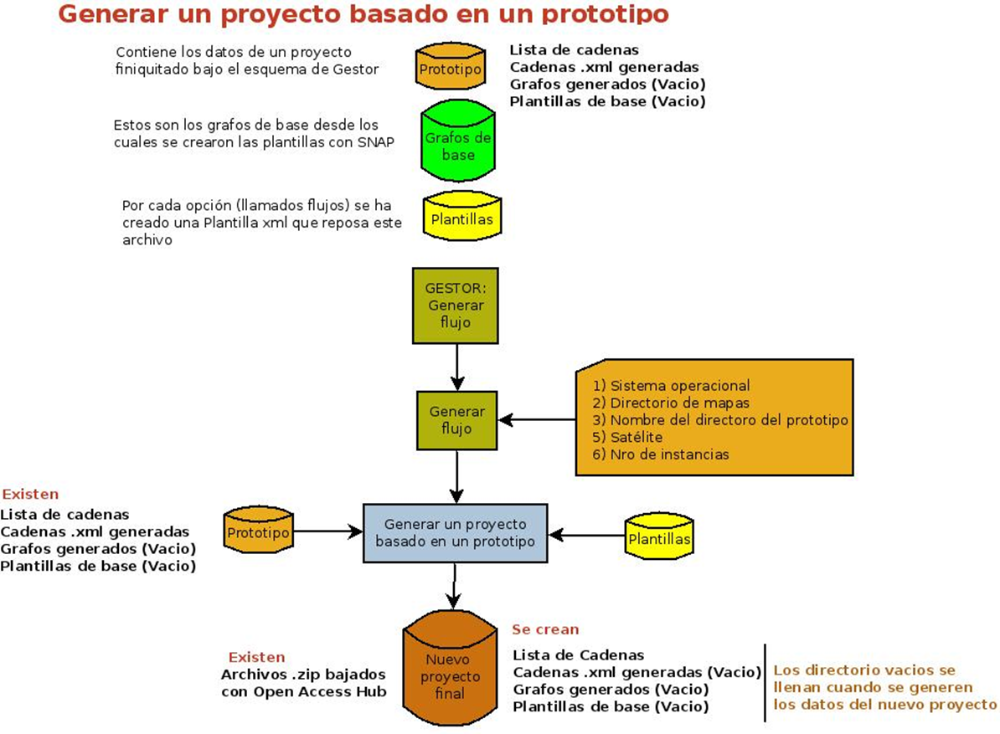 Generar un proyecto basado en un prototipo
Contiene los datos de un proyecto
finiquitado bajo el esquema de Gestor
Prototipo
Lista de cadenas
Cadenas .xml generadas
Grafos generados (Vacio)
Plantillas de base (Vacio)
Estos son los grafos de base desde los
cuales se crearon las plantillas con SNAP
Grafos de
base
Por cada opción (llamados flujos) se ha
creado una Plantilla xml que reposa este
archivo
Plantillas
GESTOR:
Generar
flujo
Generar
flujo
1) Sistema operacional
2) Directorio de mapas
3) Nombre del directoro del prototipo
5) Satélite
6) Nro de instancias
Existen
Lista de cadenas
Cadenas .xml generadas
Grafos generados (Vacio)
Plantillas de base (Vacio)
Prototipo
Generar un proyecto
basado en un prototipo
Plantillas
Existen
Archivos .zip bajados
con Open Access Hub
Nuevo
proyecto
final
Se crean
Lista de Cadenas
Cadenas .xml generadas (Vacio)
Grafos generados (Vacio)
Plantillas de base (Vacio)
Los directorio vacios se
llenan cuando se generen
los datos del nuevo proyecto